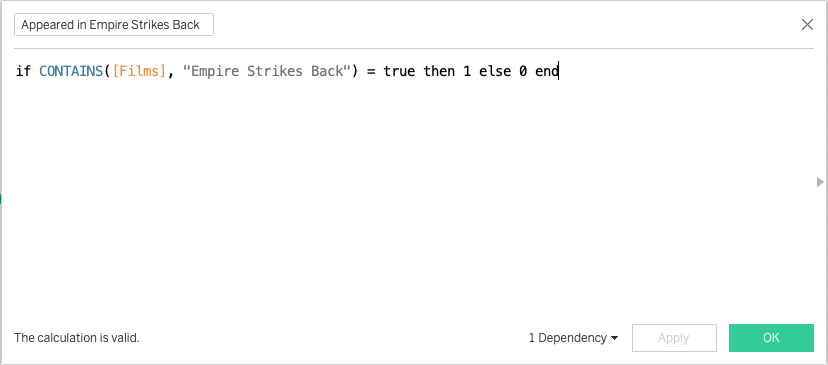 Appeared in Empire Strikes Back
if CONTAINS([Films], "Empire Strikes Back") = true then 1 else 0 end
The calculation is valid.
1 Dependency
Apply
OK